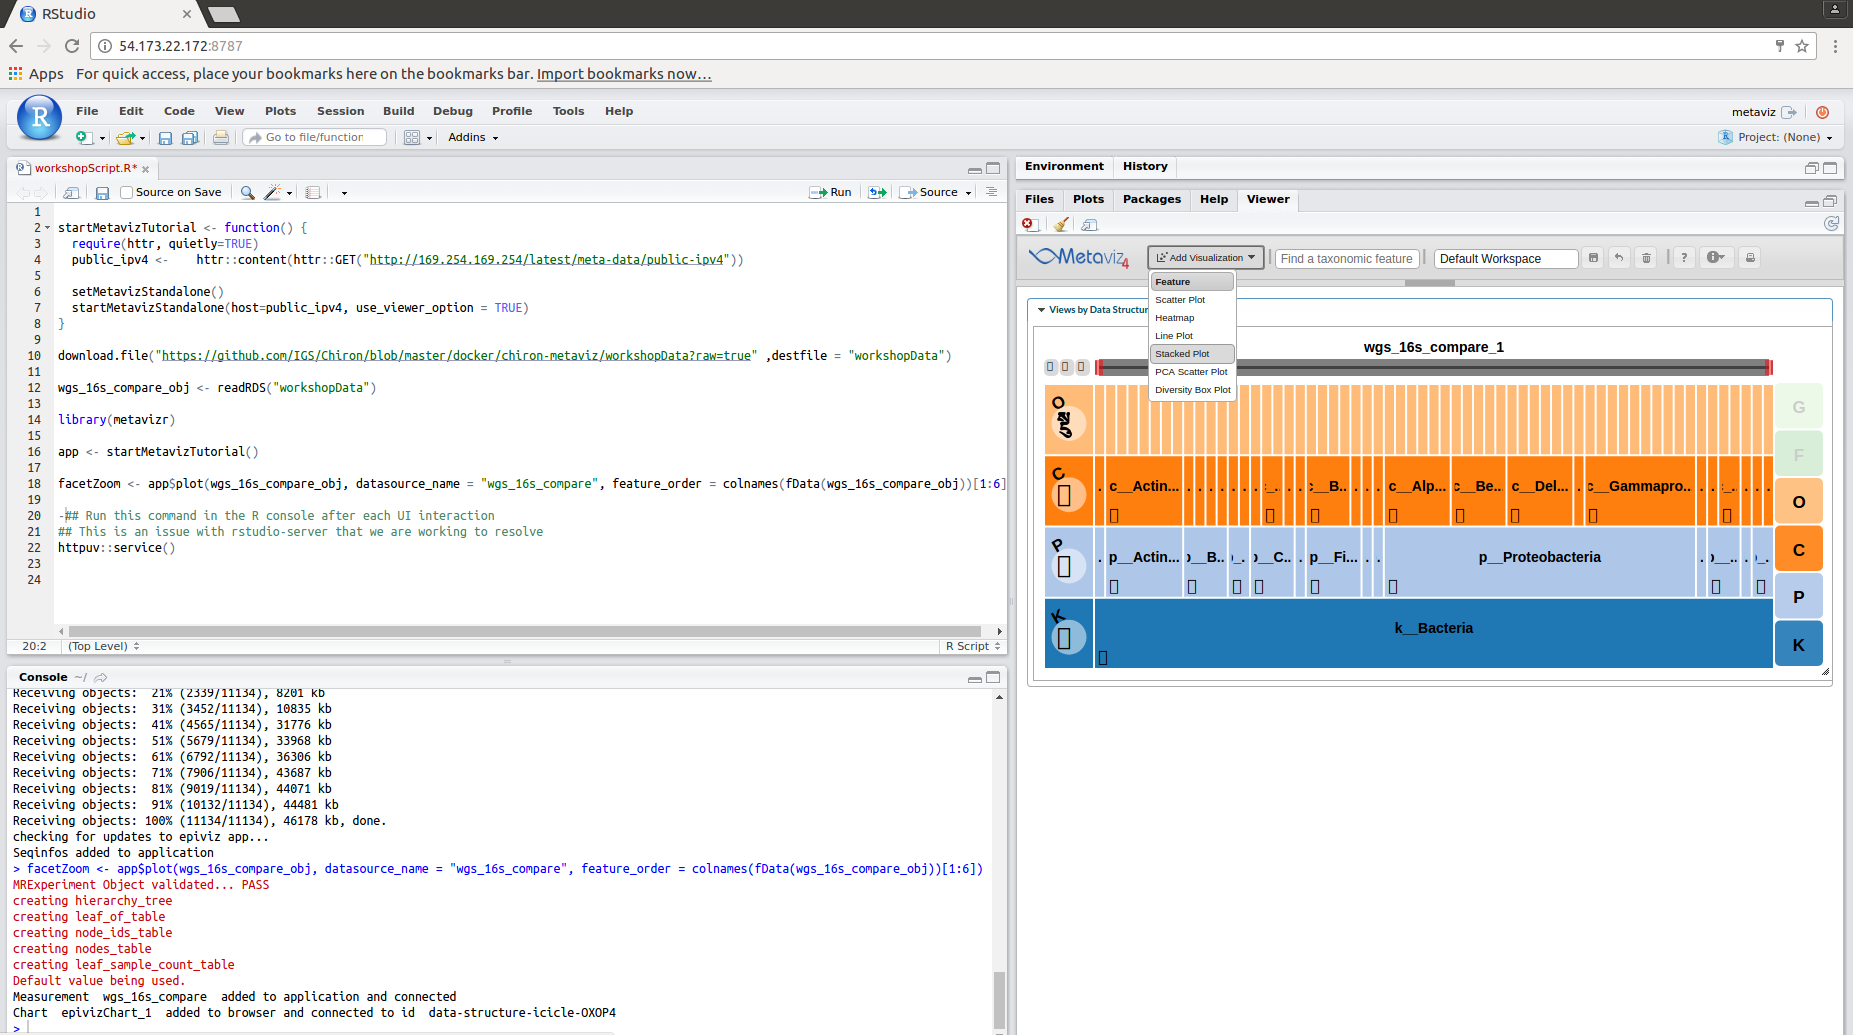 RStudio
54.173.22.172:8787
Apps For quick access, place your bookmarks here on the bookmarks bar. Import bookmarks now...
File Edit Code View Plots Session Build Debug Profile Tools Help
metaviz
Go to file/function Addins
Project: (None)
workshopScript.R*
Source on Save Run Source
1
2 startMetavizTutorial <- function() {
3 require(httr, quietly=TRUE)
4 public_ipv4 <- httr::content(httr::GET("http://169.254.169.254/latest/meta-data/public-ipv4"))
5
6 setMetavizStandalone()
7 startMetavizStandalone(host=public_ipv4, use_viewer_option = TRUE)
8 }
9
10 download.file("https://github.com/IGS/Chiron/blob/master/docker/chiron-metaviz/workshopData?raw=true" ,destfile = "workshopData")
11
12 wgs_16s_compare_obj <- readRDS("workshopData")
13
14 library(metavizr)
15
16 app <- startMetavizTutorial()
17
18 facetZoom <- app$plot(wgs_16s_compare_obj, datasource_name = "wgs_16s_compare", feature_order = colnames(fData(wgs_16s_compare_obj))[1:6]
19
20 -## Run this command in the R console after each UI interaction
21 ## This is an issue with rstudio-server that we are working to resolve
22 httpuv::service()
23
24
20:2 (Top Level) R Script
Console ~/
Receiving objects: 21% (2339/11134), 8201 kb
Receiving objects: 31% (3452/11134), 10835 kb
Receiving objects: 41% (4565/11134), 31776 kb
Receiving objects: 51% (5679/11134), 33968 kb
Receiving objects: 61% (6792/11134), 36306 kb
Receiving objects: 71% (7906/11134), 43687 kb
Receiving objects: 81% (9019/11134), 44071 kb
Receiving objects: 91% (10132/11134), 44481 kb
Receiving objects: 100% (11134/11134), 46178 kb, done.
checking for updates to epiviz app...
Seqinfos added to application
> facetZoom <- app$plot(wgs_16s_compare_obj, datasource_name = "wgs_16s_compare", feature_order = colnames(fData(wgs_16s_compare_obj))[1:6])
MRExperiment Object validated... PASS
creating hierarchy_tree
creating leaf_of_table
creating node_ids_table
creating nodes_table
creating leaf_sample_count_table
Default value being used.
Measurement wgs_16s_compare added to application and connected
Chart epivizChart_1 added to browser and connected to id data-structure-icicle-OXOP4
>
Environment History
Files Plots Packages Help Viewer
Metaviz 4 Add Visualization Find a taxonomic feature Default Workspace ?
Feature
Scatter Plot
Heatmap
Line Plot
Stacked Plot
PCA Scatter Plot
Diversity Box Plot
Views by Data Structur
wgs_16s_compare_1
O
G
F
C c__Actin... c__B.. c__Alp... c__Be... c__Del... c__Gammapro..
O
C
P p__Actin... p__B.. p__C... p__Fi... p__Proteobacteria p__..
P
K k__Bacteria
K